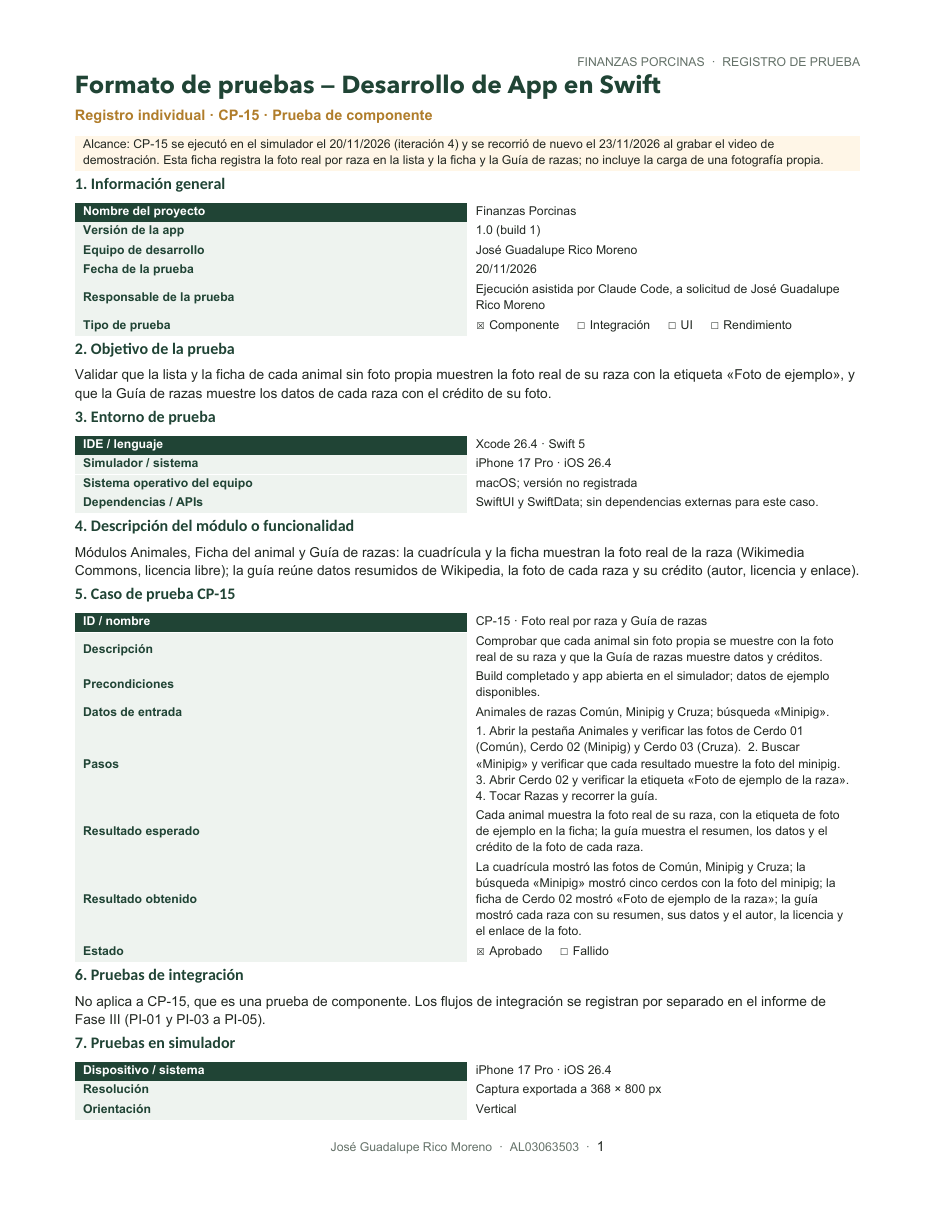 FINANZAS PORCINAS · REGISTRO DE PRUEBA
Formato de pruebas – Desarrollo de App en Swift
Registro individual · CP-15 · Prueba de componente
Alcance: CP-15 se ejecutó en el simulador el 20/11/2026 (iteración 4) y se recorrió de nuevo el 23/11/2026 al grabar el video de
demostración. Esta ficha registra la foto real por raza en la lista y la ficha y la Guía de razas; no incluye la carga de una fotografía propia.
1. Información general
Nombre del proyecto Finanzas Porcinas
Versión de la app 1.0 (build 1)
Equipo de desarrollo José Guadalupe Rico Moreno
Fecha de la prueba 20/11/2026
Responsable de la prueba Ejecución asistida por Claude Code, a solicitud de José Guadalupe
Rico Moreno
Tipo de prueba ☒ Componente ☐ Integración ☐ UI ☐ Rendimiento
2. Objetivo de la prueba
Validar que la lista y la ficha de cada animal sin foto propia muestren la foto real de su raza con la etiqueta «Foto de ejemplo», y
que la Guía de razas muestre los datos de cada raza con el crédito de su foto.
3. Entorno de prueba
IDE / lenguaje Xcode 26.4 · Swift 5
Simulador / sistema iPhone 17 Pro · iOS 26.4
Sistema operativo del equipo macOS; versión no registrada
Dependencias / APIs SwiftUI y SwiftData; sin dependencias externas para este caso.
4. Descripción del módulo o funcionalidad
Módulos Animales, Ficha del animal y Guía de razas: la cuadrícula y la ficha muestran la foto real de la raza (Wikimedia
Commons, licencia libre); la guía reúne datos resumidos de Wikipedia, la foto de cada raza y su crédito (autor, licencia y enlace).
5. Caso de prueba CP-15
ID / nombre CP-15 · Foto real por raza y Guía de razas
Descripción Comprobar que cada animal sin foto propia se muestre con la foto
real de su raza y que la Guía de razas muestre datos y créditos.
Precondiciones Build completado y app abierta en el simulador; datos de ejemplo
disponibles.
Datos de entrada Animales de razas Común, Minipig y Cruza; búsqueda «Minipig».
Pasos 1. Abrir la pestaña Animales y verificar las fotos de Cerdo 01
(Común), Cerdo 02 (Minipig) y Cerdo 03 (Cruza). 2. Buscar
«Minipig» y verificar que cada resultado muestre la foto del minipig.
3. Abrir Cerdo 02 y verificar la etiqueta «Foto de ejemplo de la raza».
4. Tocar Razas y recorrer la guía.
Resultado esperado Cada animal muestra la foto real de su raza, con la etiqueta de foto
de ejemplo en la ficha; la guía muestra el resumen, los datos y el
crédito de la foto de cada raza.
Resultado obtenido La cuadrícula mostró las fotos de Común, Minipig y Cruza; la
búsqueda «Minipig» mostró cinco cerdos con la foto del minipig; la
ficha de Cerdo 02 mostró «Foto de ejemplo de la raza»; la guía
mostró cada raza con su resumen, sus datos y el autor, la licencia y
el enlace de la foto.
Estado ☒ Aprobado ☐ Fallido
6. Pruebas de integración
No aplica a CP-15, que es una prueba de componente. Los flujos de integración se registran por separado en el informe de
Fase III (PI-01 y PI-03 a PI-05).
7. Pruebas en simulador
Dispositivo / sistema iPhone 17 Pro · iOS 26.4
Resolución Captura exportada a 368 × 800 px
Orientación Vertical
José Guadalupe Rico Moreno · AL03063503 · 1